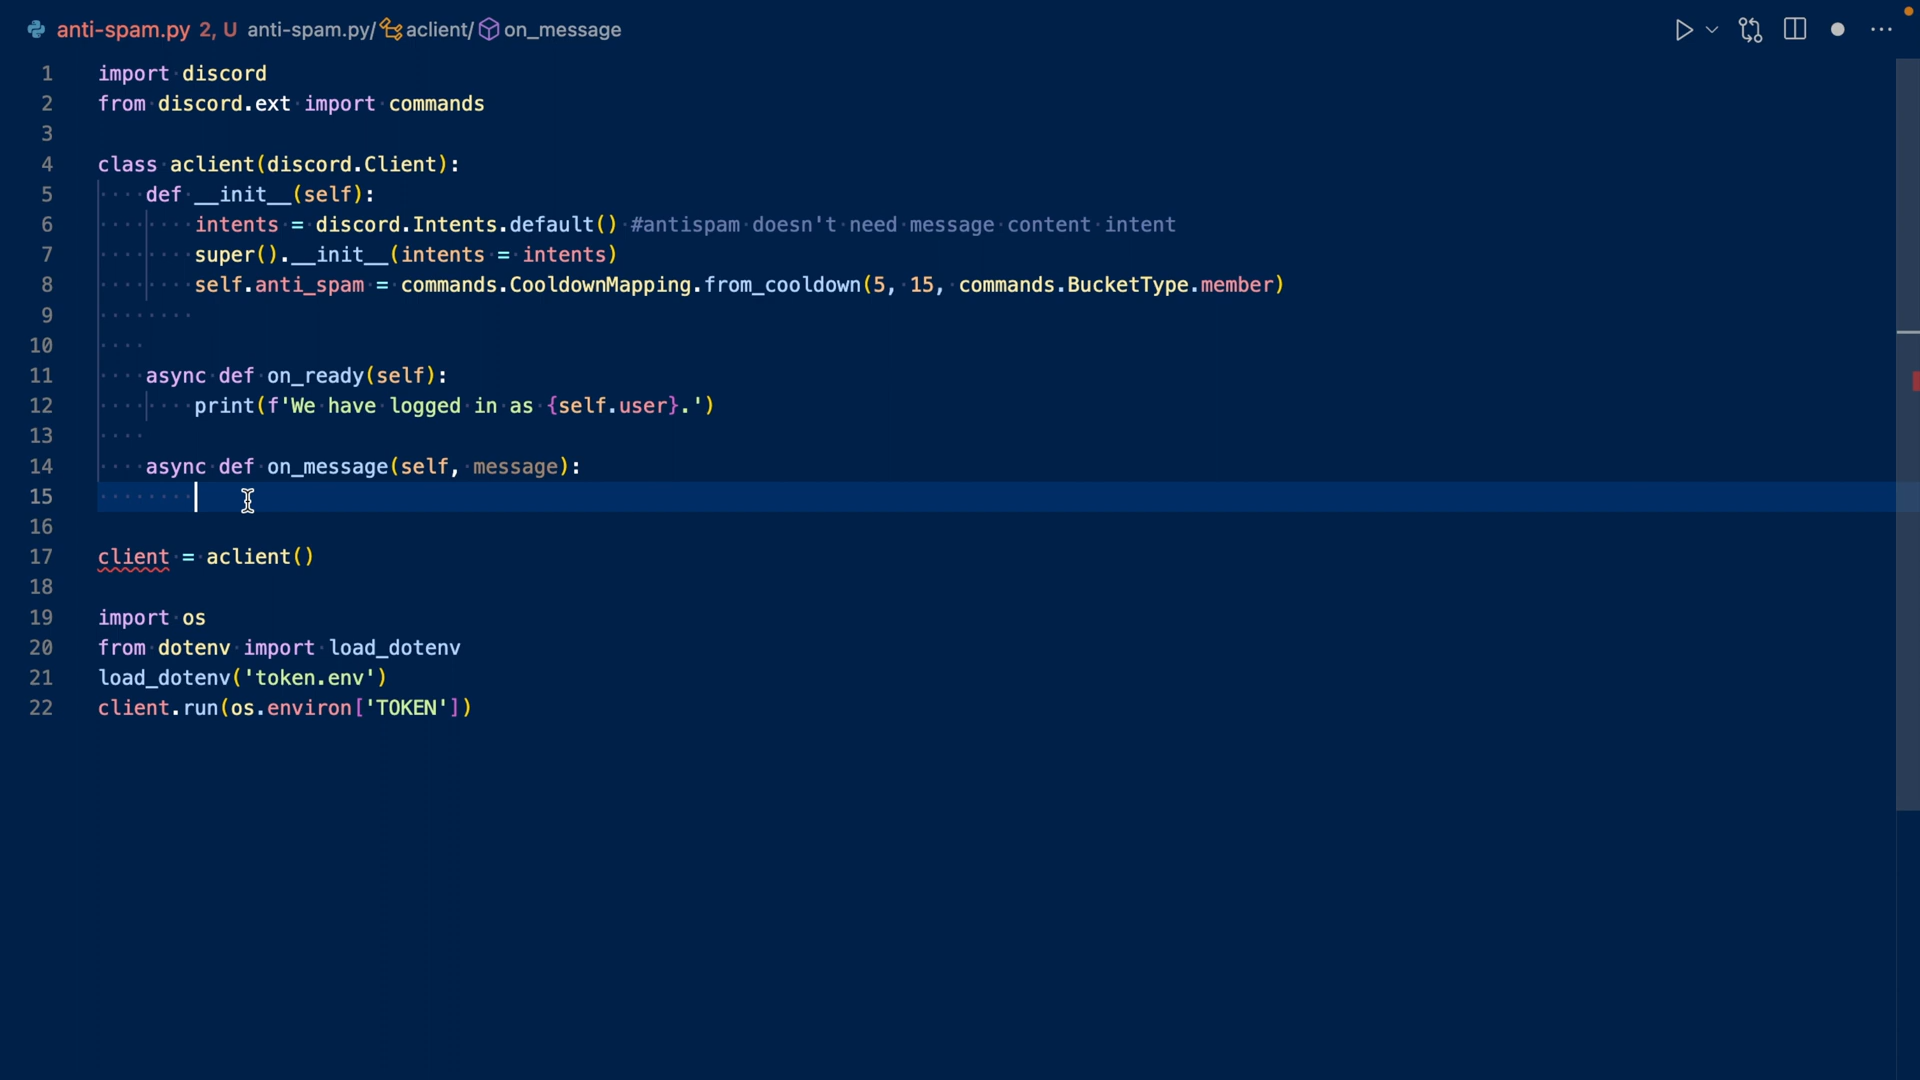 anti-spam.py 2, U anti-spam.py/ aclient/ on_message
1 import discord
2 from discord.ext import commands
3
4 class aclient(discord.Client):
5 def __init__(self):
6 intents = discord.Intents.default() #antispam doesn't need message content intent
7 super().__init__(intents = intents)
8 self.anti_spam = commands.CooldownMapping.from_cooldown(5, 15, commands.BucketType.member)
9
10
11 async def on_ready(self):
12 print(f'We have logged in as {self.user}.')
13
14 async def on_message(self, message):
15
16
17 client = aclient()
18
19 import os
20 from dotenv import load_dotenv
21 load_dotenv('token.env')
22 client.run(os.environ['TOKEN'])